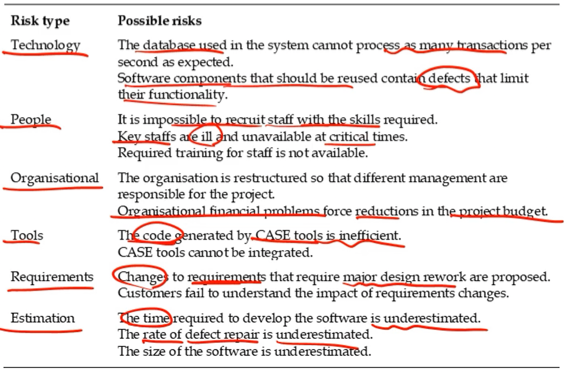 Risk type Possible risks
Technology The database used in the system cannot process as many transactions per
second as expected.
Software components that should be reused contain defects that limit
their functionality.
People It is impossible to recruit staff with the skills required.
Key staffs are ill and unavailable at critical times.
Required training for staff is not available.
Organisational The organisation is restructured so that different management are
responsible for the project.
Organisational financial problems force reductions in the project budget.
Tools The code generated by CASE tools is inefficient.
CASE tools cannot be integrated.
Requirements Changes to requirements that require major design rework are proposed.
Customers fail to understand the impact of requirements changes.
Estimation The time required to develop the software is underestimated.
The rate of defect repair is underestimated.
The size of the software is underestimated.